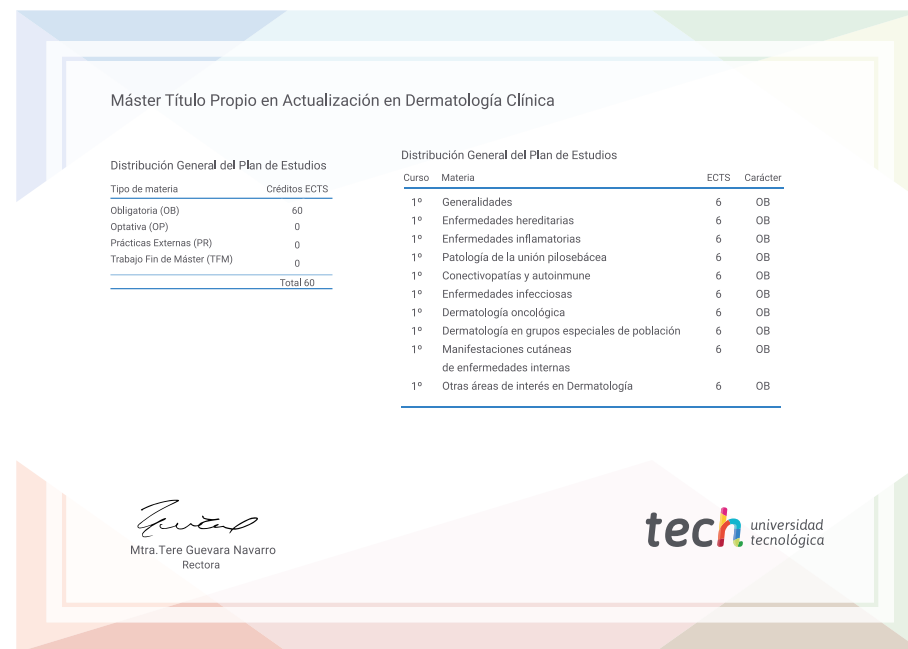 Máster Título Propio en Actualización en Dermatología Clínica
Distribución General del Plan de Estudios
Tipo de materia Créditos ECTS
Obligatoria (OB) 60
Optativa (OP) 0
Prácticas Externas (PR) 0
Trabajo Fin de Máster (TFM) 0
Total 60
Distribución General del Plan de Estudios
Curso Materia ECTS Carácter
1º Generalidades 6 OB
1º Enfermedades hereditarias 6 OB
1º Enfermedades inflamatorias 6 OB
1º Patología de la unión pilosebácea 6 OB
1º Conectivopatías y autoinmune 6 OB
1º Enfermedades infecciosas 6 OB
1º Dermatología oncológica 6 OB
1º Dermatología en grupos especiales de población 6 OB
1º Manifestaciones cutáneas 6 OB
de enfermedades internas
1º Otras áreas de interés en Dermatología 6 OB
Mtra.Tere Guevara Navarro
Rectora
tech universidad
tecnológica